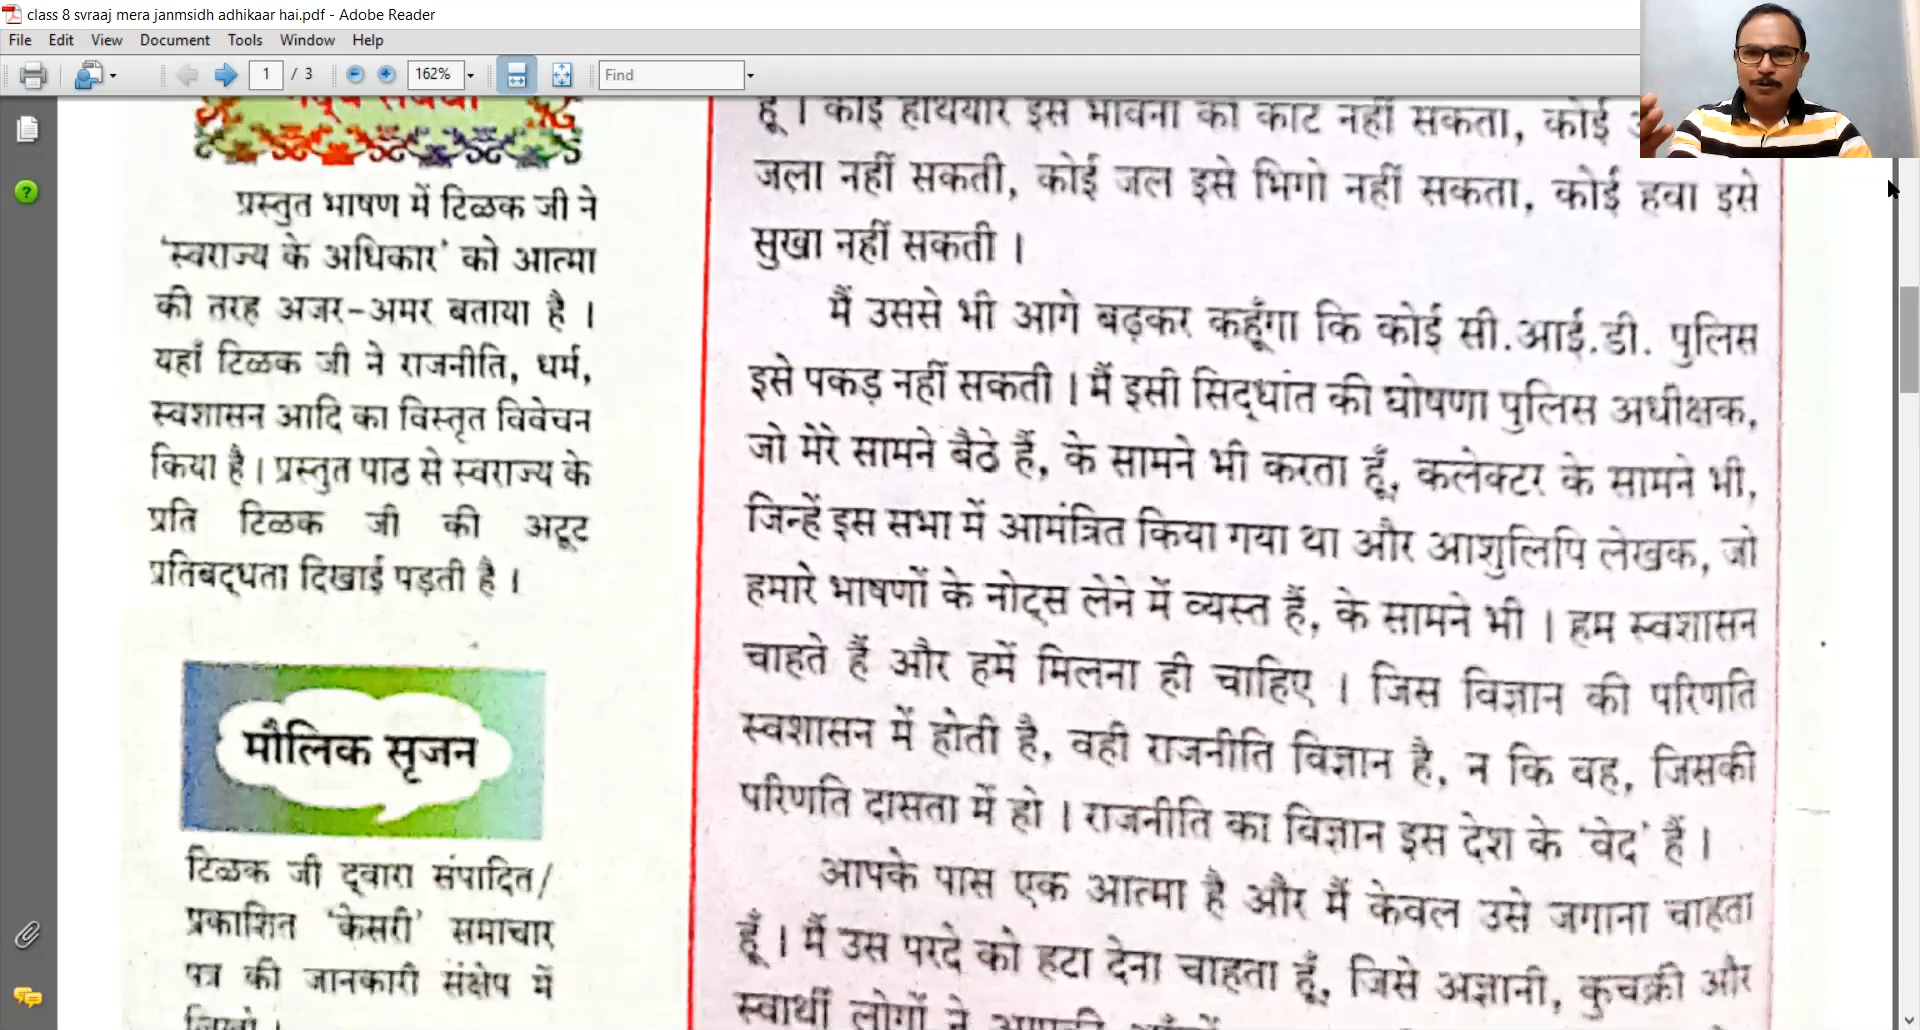 class 8 svraaj mera janmsidh adhikaar hai.pdf - Adobe Reader
File Edit View Document Tools Window Help
1 / 3 162% Find
प्रस्तुत भाषण में टिळक जी ने
‘स्वराज्य के अधिकार’ को आत्मा
की तरह अजर-अमर बताया है ।
यहाँ टिळक जी ने राजनीति, धर्म,
स्वशासन आदि का विस्तृत विवेचन
किया है । प्रस्तुत पाठ से स्वराज्य के
प्रति टिळक जी की अटूट
प्रतिबद्धता दिखाई पड़ती है ।
मौलिक सृजन
टिळक जी द्वारा संपादित/
प्रकाशित ‘केसरी’ समाचार
पत्र की जानकारी संक्षेप में
लिखो ।
हूँ । कोई हथियार इस भावना को काट नहीं सकता, कोई
जला नहीं सकती, कोई जल इसे भिगो नहीं सकता, कोई हवा इसे
सुखा नहीं सकती ।
मैं उससे भी आगे बढ़कर कहूँगा कि कोई सी.आई.डी. पुलिस
इसे पकड़ नहीं सकती । मैं इसी सिद्धांत की घोषणा पुलिस अधीक्षक,
जो मेरे सामने बैठे हैं, के सामने भी करता हूँ, कलेक्टर के सामने भी,
जिन्हें इस सभा में आमंत्रित किया गया था और आशुलिपि लेखक, जो
हमारे भाषणों के नोट्स लेने में व्यस्त हैं, के सामने भी । हम स्वशासन
चाहते हैं और हमें मिलना ही चाहिए । जिस विज्ञान की परिणति
स्वशासन में होती है, वही राजनीति विज्ञान है, न कि वह, जिसकी
परिणति दासता में हो । राजनीति का विज्ञान इस देश के ‘वेद’ हैं ।
आपके पास एक आत्मा है और मैं केवल उसे जगाना चाहता
हूँ । मैं उस परदे को हटा देना चाहता हूँ, जिसे अज्ञानी, कुचक्री और
स्वार्थी लोगों ने आपकी